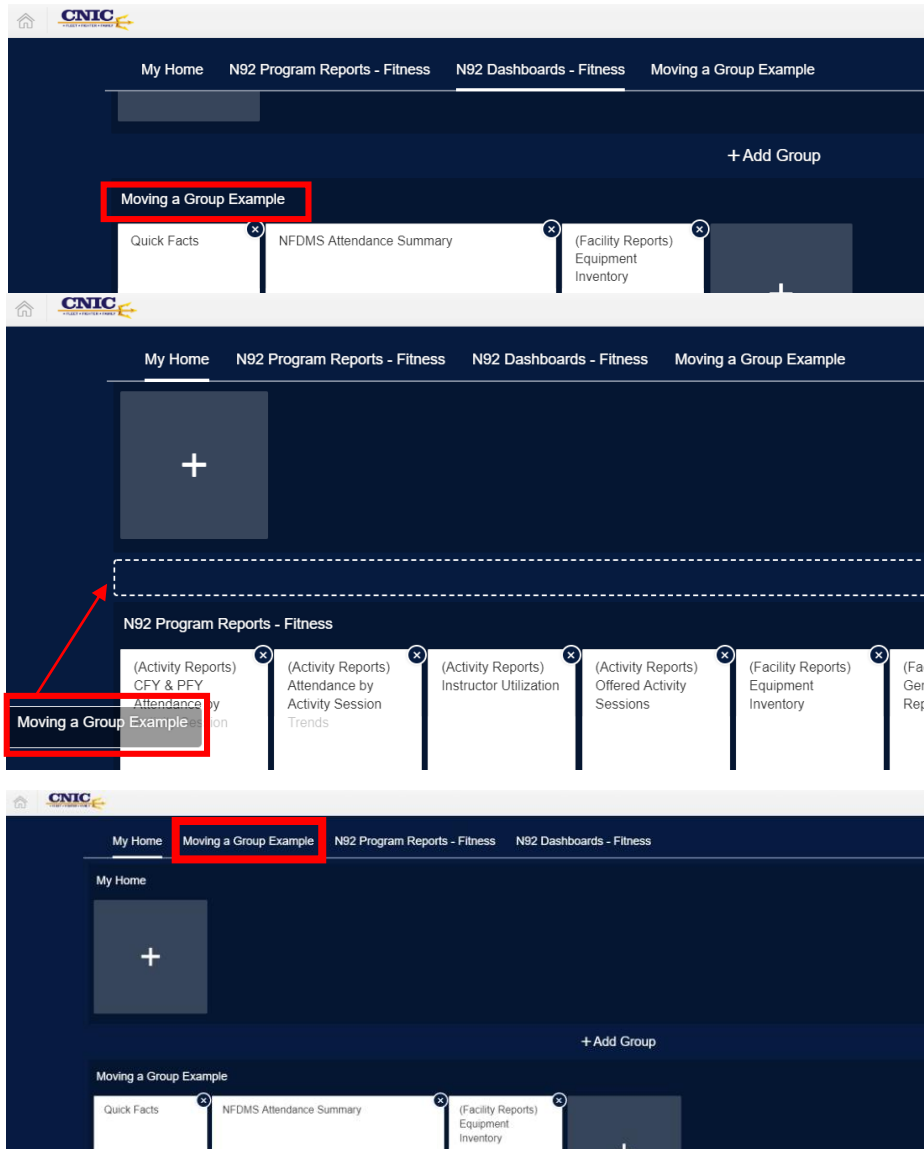 CNIC
My Home N92 Program Reports - Fitness N92 Dashboards - Fitness Moving a Group Example
+ Add Group
Moving a Group Example
Quick Facts
NFDMS Attendance Summary
(Facility Reports)
Equipment
Inventory
+
CNIC
My Home N92 Program Reports - Fitness N92 Dashboards - Fitness Moving a Group Example
+
N92 Program Reports - Fitness
(Activity Reports)
CFY & PFY
Attendance by
(Activity Reports)
Attendance by
Activity Session
Trends
(Activity Reports)
Instructor Utilization
(Activity Reports)
Offered Activity
Sessions
(Facility Reports)
Equipment
Inventory
Moving a Group Example
CNIC
My Home Moving a Group Example N92 Program Reports - Fitness N92 Dashboards - Fitness
My Home
+
+ Add Group
Moving a Group Example
Quick Facts
NFDMS Attendance Summary
(Facility Reports)
Equipment
Inventory